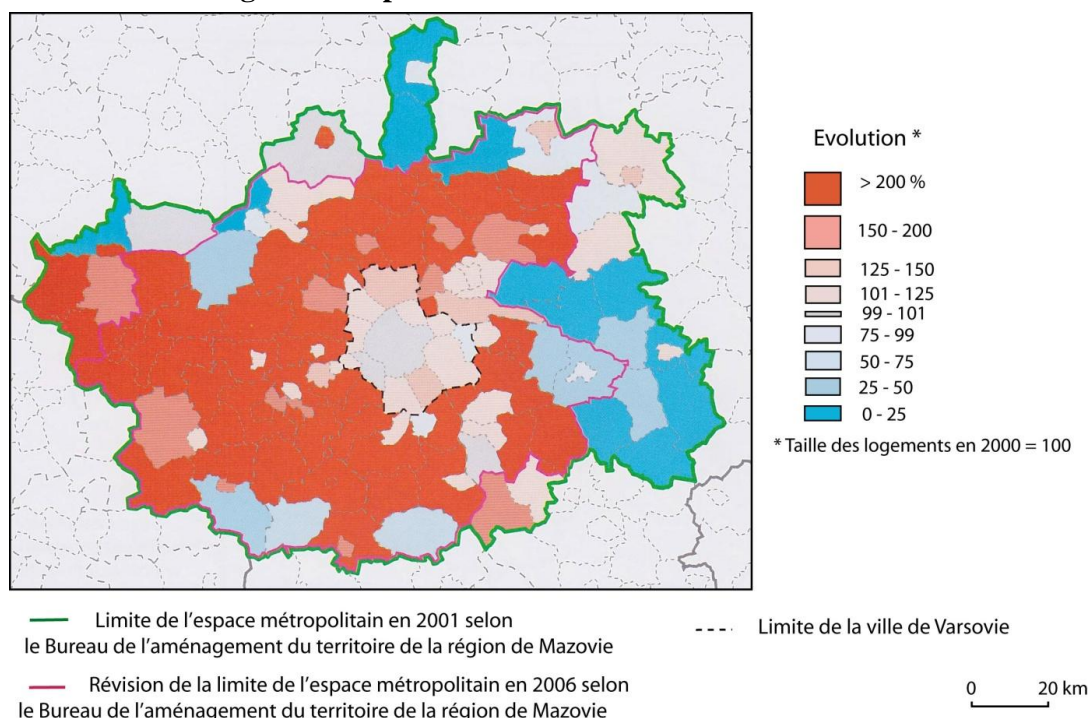 Evolution *
> 200 %
150 - 200
125 - 150
101 - 125
99 - 101
75 - 99
50 - 75
25 - 50
0 - 25
* Taille des logements en 2000 = 100
Limite de l'espace métropolitain en 2001 selon
le Bureau de l'aménagement du territoire de la région de Mazovie
Limite de la ville de Varsovie
Révision de la limite de l'espace métropolitain en 2006 selon
le Bureau de l'aménagement du territoire de la région de Mazovie
0 20 km